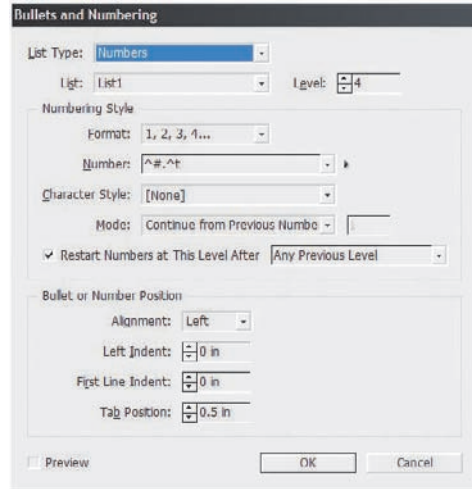 Bullets and Numbering
List Type: Numbers
List: List1 Level: 4
Numbering Style
Format: 1, 2, 3, 4...
Number: ^#.^t
Character Style: [None]
Mode: Continue from Previous Numbe
Restart Numbers at This Level After Any Previous Level
Bullet or Number Position
Alignment: Left
Left Indent: 0 in
First Line Indent: 0 in
Tab Position: 0.5 in
Preview OK Cancel